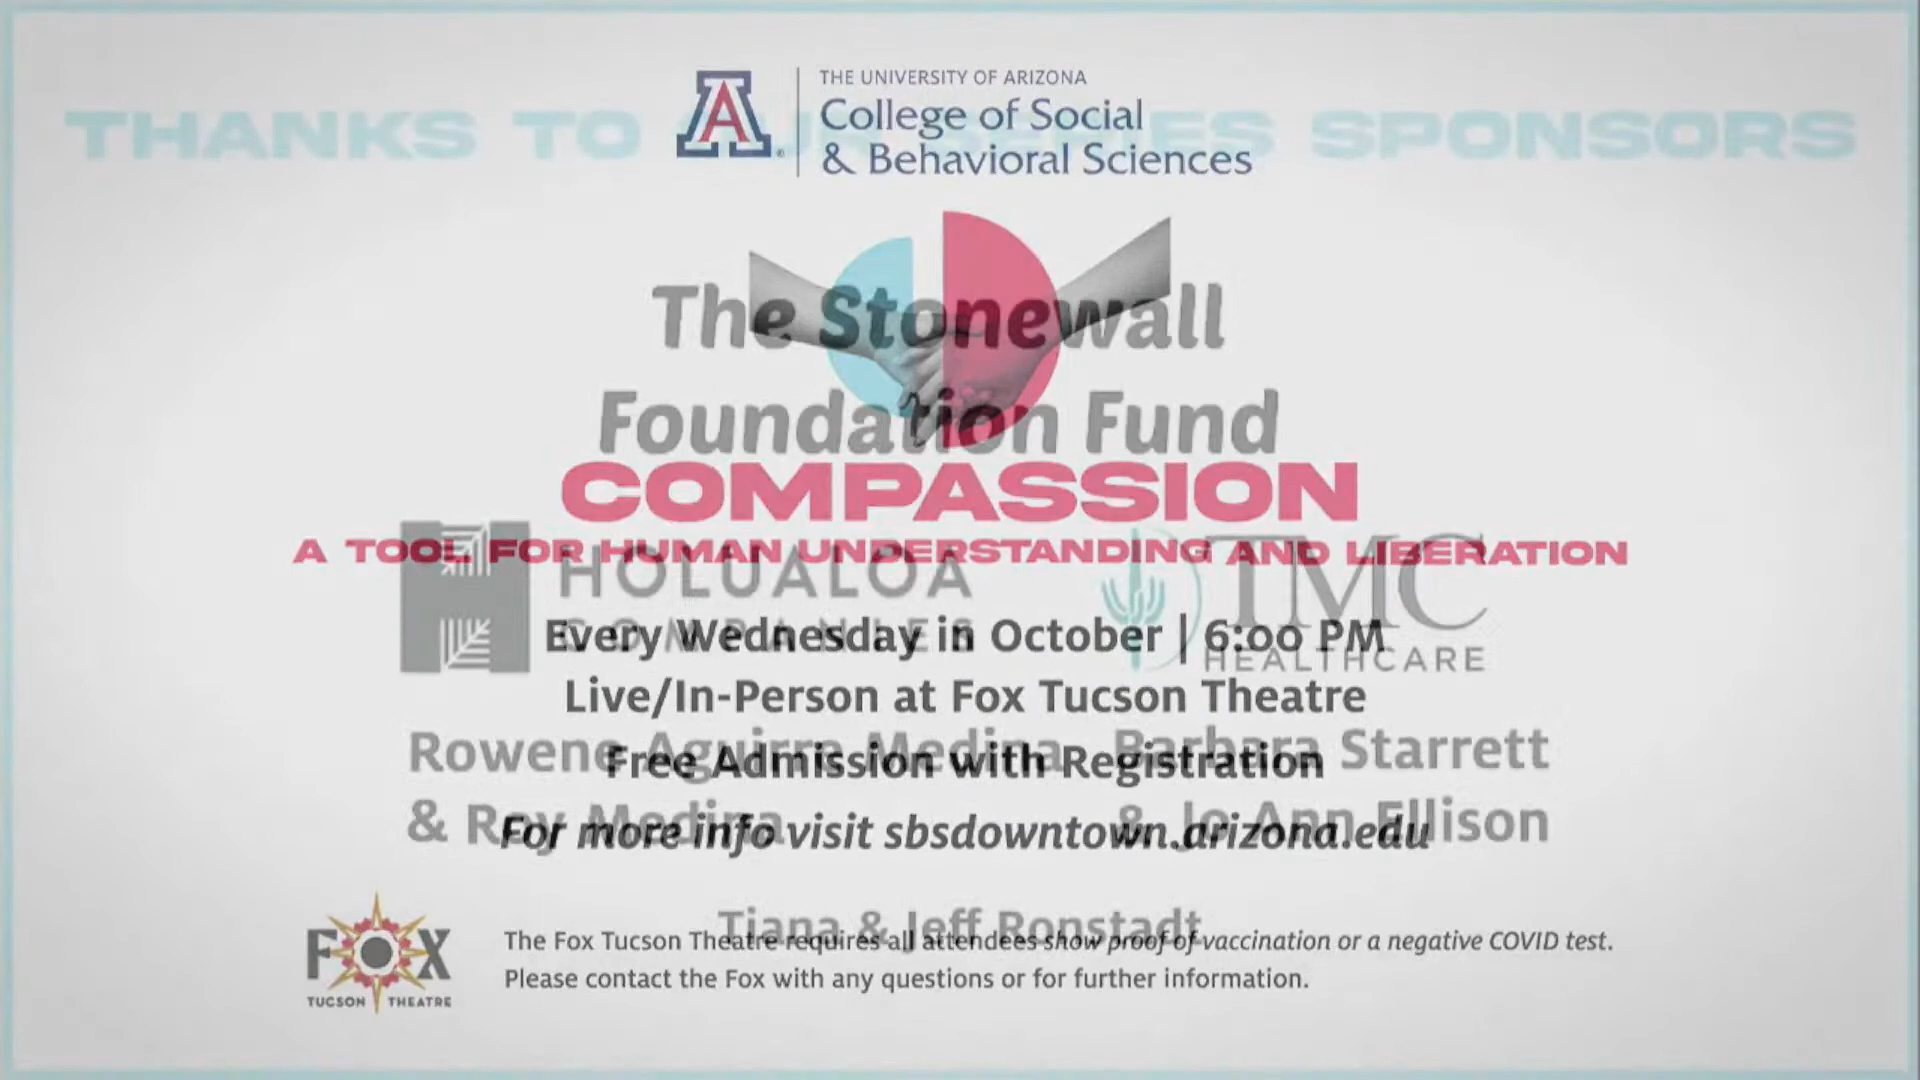 THE UNIVERSITY OF ARIZONA
College of Social
& Behavioral Sciences
THANKS TO OUR SERIES SPONSORS
The Stonewall
Foundation Fund
COMPASSION
A TOOL FOR HUMAN UNDERSTANDING AND LIBERATION
HOLUALOA
COMPANIES
TMC
HEALTHCARE
Every Wednesday in October | 6:00 PM
Live/In-Person at Fox Tucson Theatre
Free Admission with Registration
For more info visit sbsdowntown.arizona.edu
Rowene Aguirre Medina
& Roy Medina
Barbara Starrett
& Jo Ann Ellison
Tiana & Jeff Ronstadt
FOX
TUCSON THEATRE
The Fox Tucson Theatre requires all attendees show proof of vaccination or a negative COVID test.
Please contact the Fox with any questions or for further information.